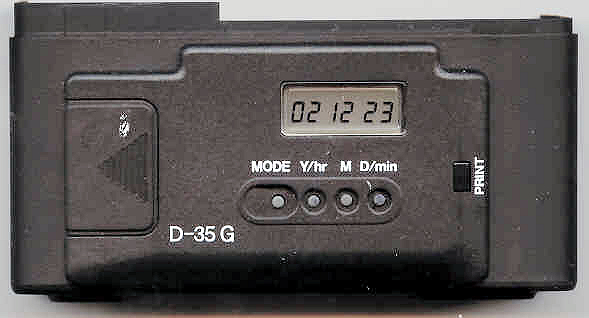 02 12 23
MODE Y/hr M D/min
PRINT
D-35 G